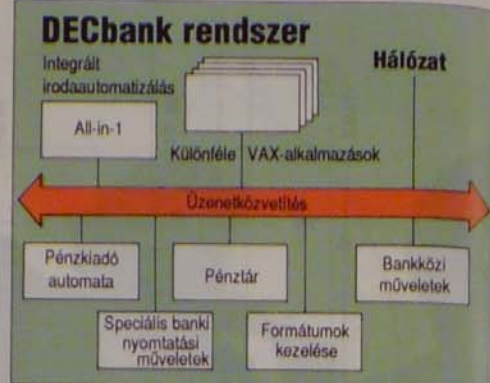 DECbank rendszer
Integrált
irodaautomatizálás
Hálózat
All-in-1
Különféle VAX-alkalmazások
Üzenetközvetítés
Pénzkiadó
automata
Pénztár
Bankközi
műveletek
Speciális banki
nyomtatási
műveletek
Formátumok
kezelése